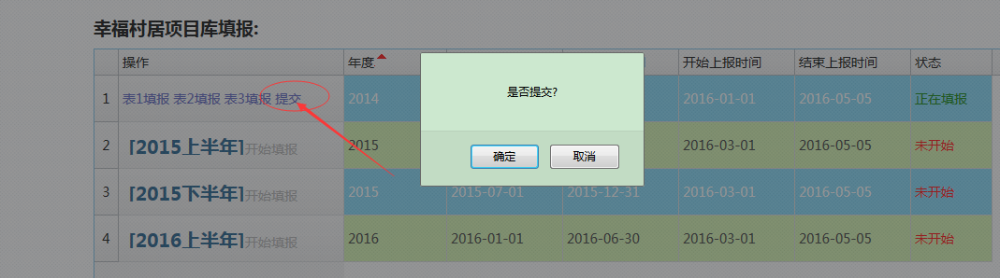 幸福村居项目库填报:
操作 年度 开始上报时间 结束上报时间 状态
1 表1填报 表2填报 表3填报 提交 2014 2016-01-01 2016-05-05 正在填报
是否提交?
2 [2015上半年]开始填报 2015 2016-03-01 2016-05-05 未开始
确定 取消
3 [2015下半年]开始填报 2015 2015-07-01 2015-12-31 2016-03-01 2016-05-05 未开始
4 [2016上半年]开始填报 2016 2016-01-01 2016-06-30 2016-03-01 2016-05-05 未开始